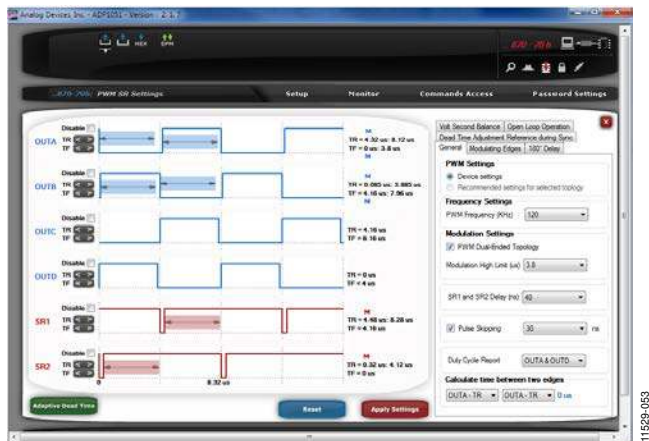 Analog Devices Inc. - ADP1051 - Version : 2.1.7
HEX
DPM
PWM SR Settings
Setup
Monitor
Commands Access
Password Settings
Disable
OUTA
TR < >
TF < >
M
TR = 4.32 us: 8.12 us
TF = 0 us: 3.8 us
M
Disable
OUTB
TR < >
TF < >
M
TR = 0.083 us: 3.883 us
TF = 4.16 us: 7.96 us
M
Disable
OUTC
TR < >
TF < >
TR = 4.16 us
TF = 8.16 us
Disable
OUTD
TR < >
TF < >
TR = 0 us
TF = 4 us
Disable
SR1
TR < >
TF < >
M
TR = 4.48 us: 8.28 us
TF = 4.16 us
Disable
SR2
TR < >
TF < >
M
TR = 0.32 us: 4.12 us
TF = 0 us
0
8.32 us
Adaptive Dead Time
Reset
Apply Settings
Volt Second Balance
Open Loop Operation
Dead Time Adjustment Reference during Sync
General
Modulating Edges
180° Delay
PWM Settings
Device settings
Recommended settings for selected toplogy
Frequency Settings
PWM Frequency (KHz)
120
Modulation Settings
PWM Dual-Ended Topology
Modulation High Limit (us)
3.8
SR1 and SR2 Delay (ns)
40
Pulse Skipping
30
ns
Duty Cycle Report
OUTA & OUTD
Calculate time between two edges
OUTA - TR
OUTA - TR
0 us
11529-053